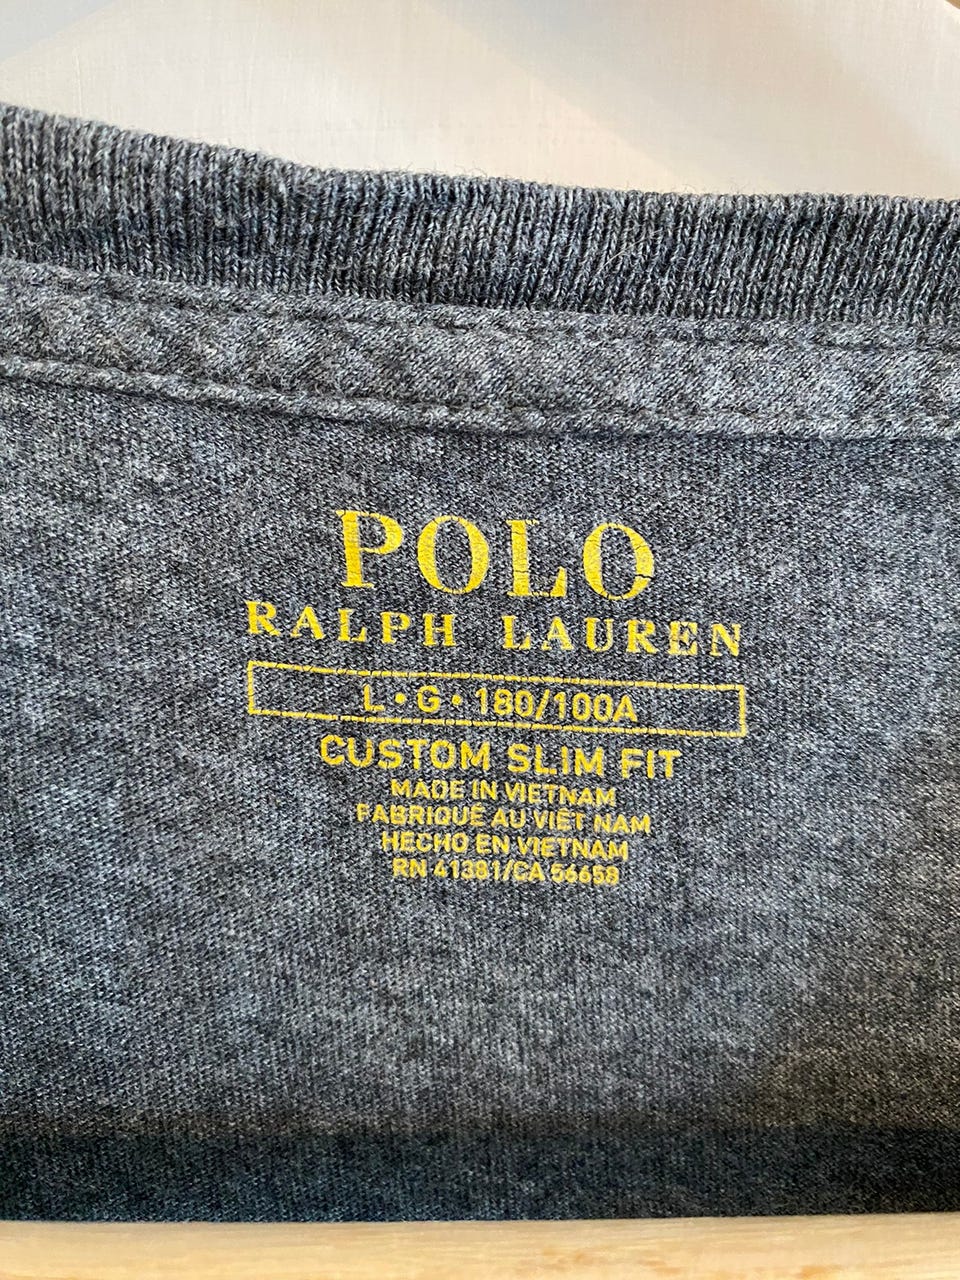 POLO
RALPH LAUREN
L • G • 180/100A
CUSTOM SLIM FIT
MADE IN VIETNAM
FABRIQUÉ AU VIET NAM
HECHO EN VIETNAM
RN 41381/CA 56658